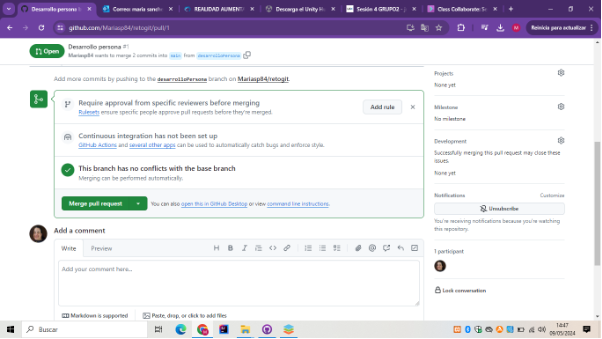 Desarrollo persona
Correo: maria sanche
REALIDAD AUMENT
Descarga el Unity H
Sesión 4 GRUPO2 -
Class Collaborate: Se
github.com/Mariasp84/retogit/pull/1
Reinicie para actualizar
Open
Desarrollo persona #1
Mariasp84 wants to merge 2 commits into main from desarrolloPersona
Add more commits by pushing to the desarrolloPersona branch on Mariasp84/retogit.
Require approval from specific reviewers before merging
Rulesets ensure specific people approve pull requests before they're merged.
Add rule
Continuous integration has not been set up
GitHub Actions and several other apps can be used to automatically catch bugs and enforce style.
This branch has no conflicts with the base branch
Merging can be performed automatically.
Merge pull request
You can also open this in GitHub Desktop or view command line instructions.
Add a comment
Write
Preview
Add your comment here...
Markdown is supported
Paste, drop, or click to add files
Projects
None yet
Milestone
No milestone
Development
Successfully merging this pull request may close these
issues.
None yet
Notifications
Customize
Unsubscribe
You're receiving notifications because you're watching
this repository.
1 participant
Lock conversation
Buscar
14:47
09/05/2024